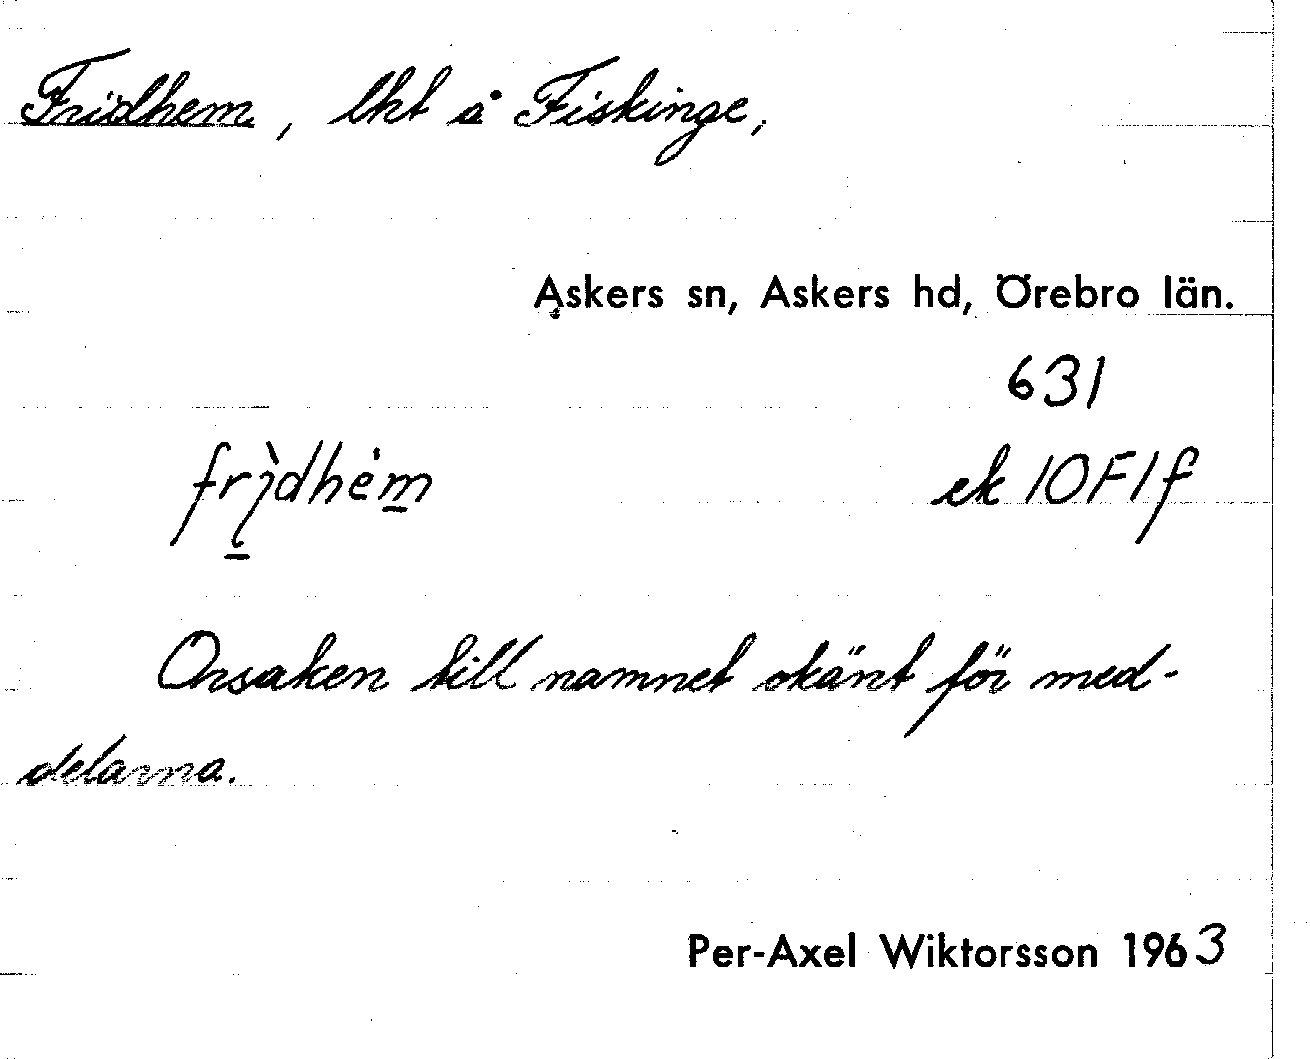 Fridhem, lht å Fiskinge,
Askers sn, Askers hd, Örebro län.
631
frìdhèm ek 10F1f
Orsaken till namnet okänt för med-
delarna.
Per-Axel Wiktorsson 1963